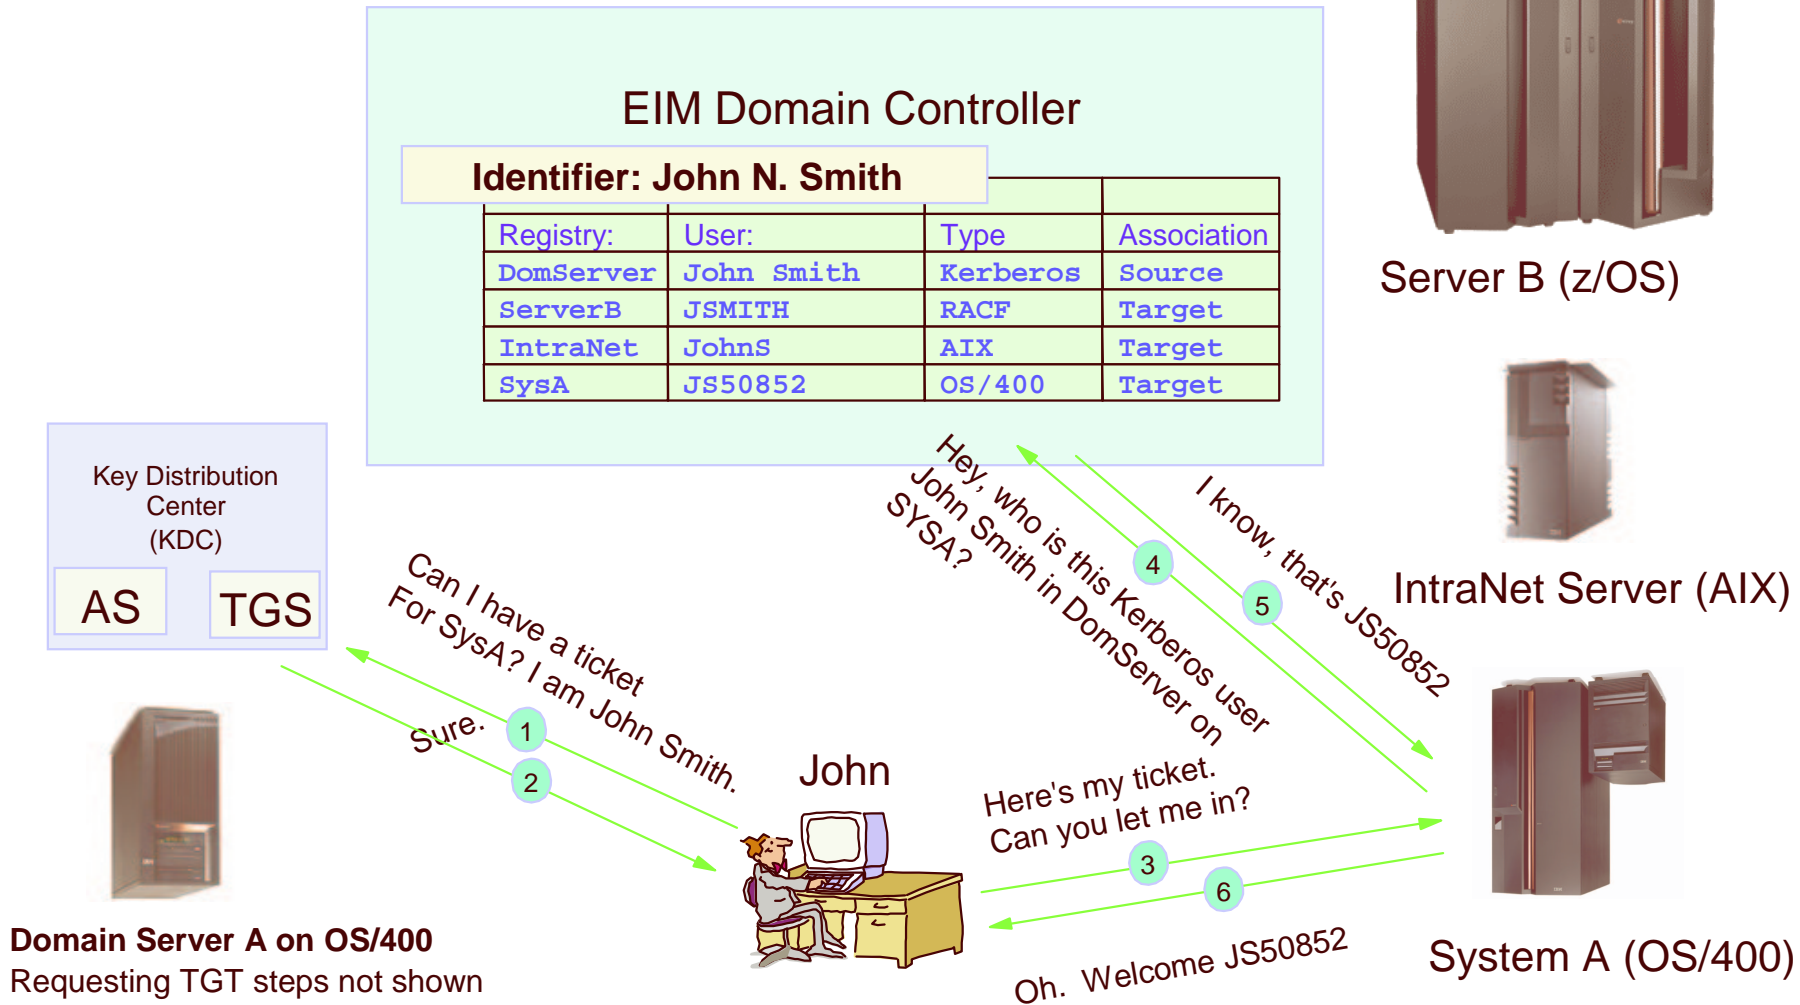 EIM Domain Controller
Identifier: John N. Smith
Registry: User: Type Association
DomServer John Smith Kerberos Source
ServerB JSMITH RACF Target
IntraNet JohnS AIX Target
SysA JS50852 OS/400 Target
Server B (z/OS)
IntraNet Server (AIX)
System A (OS/400)
Key Distribution
Center
(KDC)
AS
TGS
Can I have a ticket
For SysA? I am John Smith.
1
Sure.
2
John
Here's my ticket.
Can you let me in?
3
Hey, who is this Kerberos user
John Smith in DomServer on
SYSA?
4
I know, that's JS50852
5
6
Oh. Welcome JS50852
Domain Server A on OS/400
Requesting TGT steps not shown